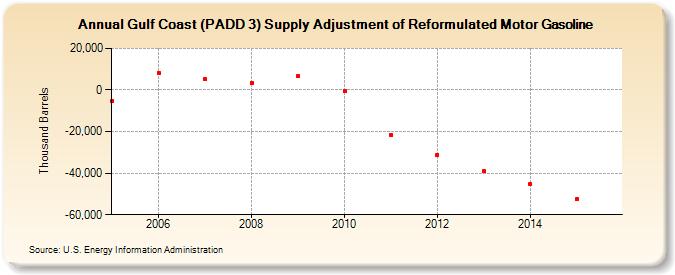 Annual Gulf Coast (PADD 3) Supply Adjustment of Reformulated Motor Gasoline
Thousand Barrels
20,000
0
-20,000
-40,000
-60,000
2006 2008 2010 2012 2014
Source: U.S. Energy Information Administration